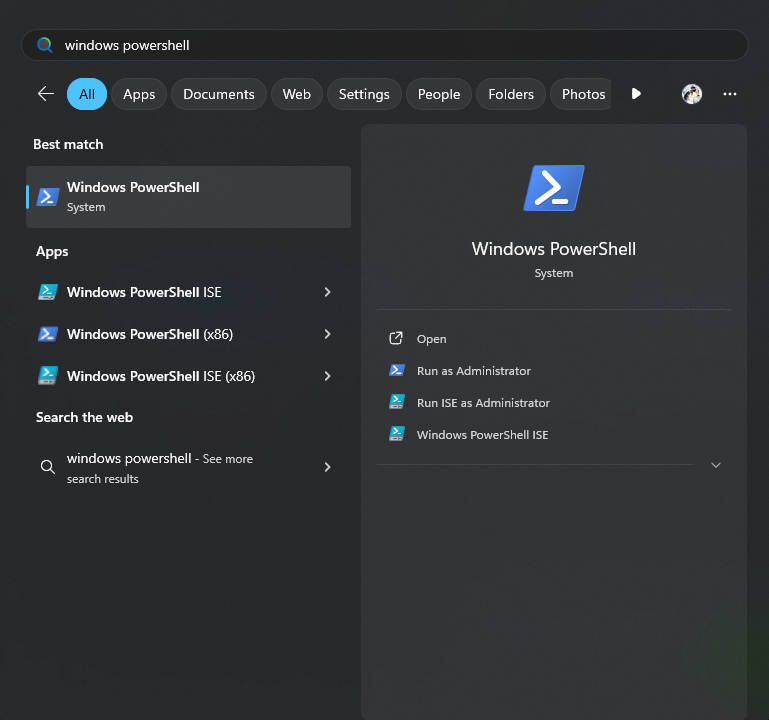 windows powershell
All Apps Documents Web Settings People Folders Photos
Best match
Windows PowerShell
System
Apps
Windows PowerShell ISE
Windows PowerShell (x86)
Windows PowerShell ISE (x86)
Search the web
windows powershell - See more
search results
Windows PowerShell
System
Open
Run as Administrator
Run ISE as Administrator
Windows PowerShell ISE